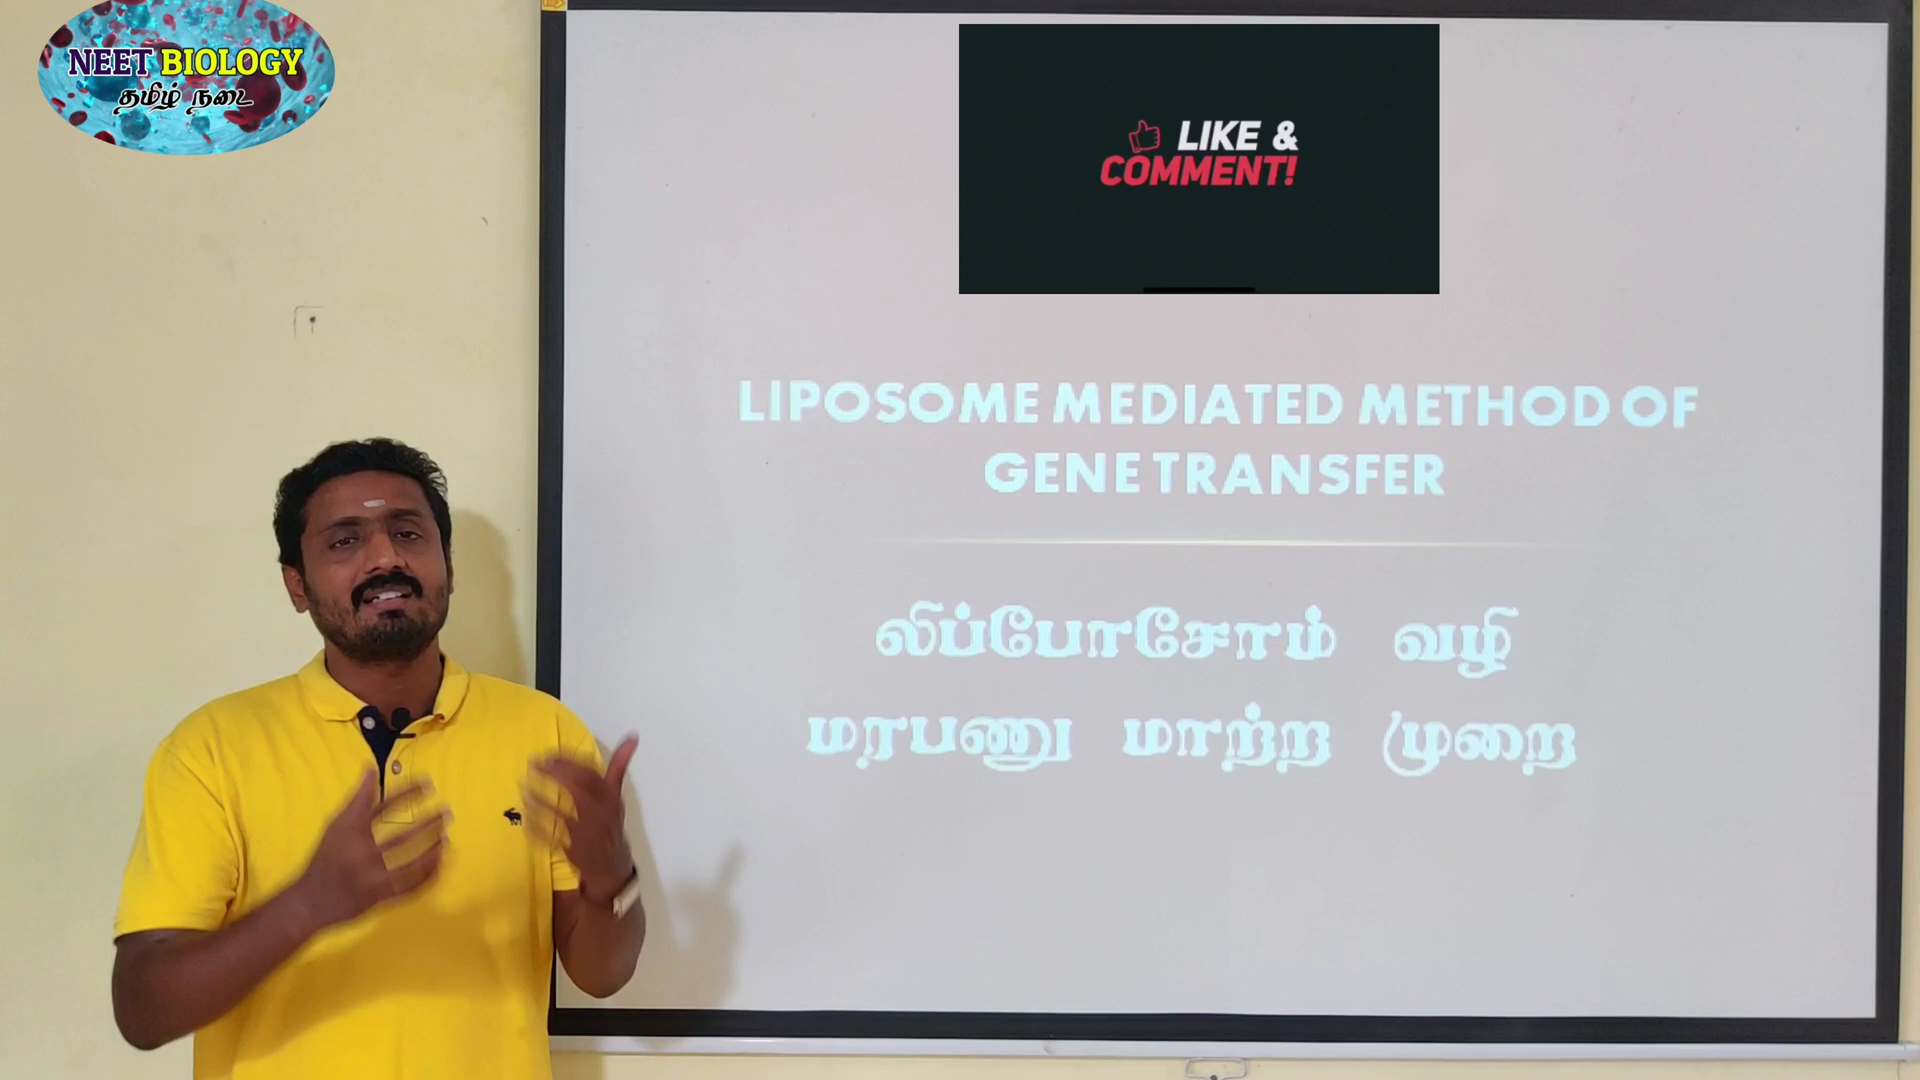 NEET BIOLOGY
தமிழ் நடை
LIKE &
COMMENT!
LIPOSOME MEDIATED METHOD OF
GENE TRANSFER
லிப்போசோம் வழி
மரபணு மாற்ற முறை